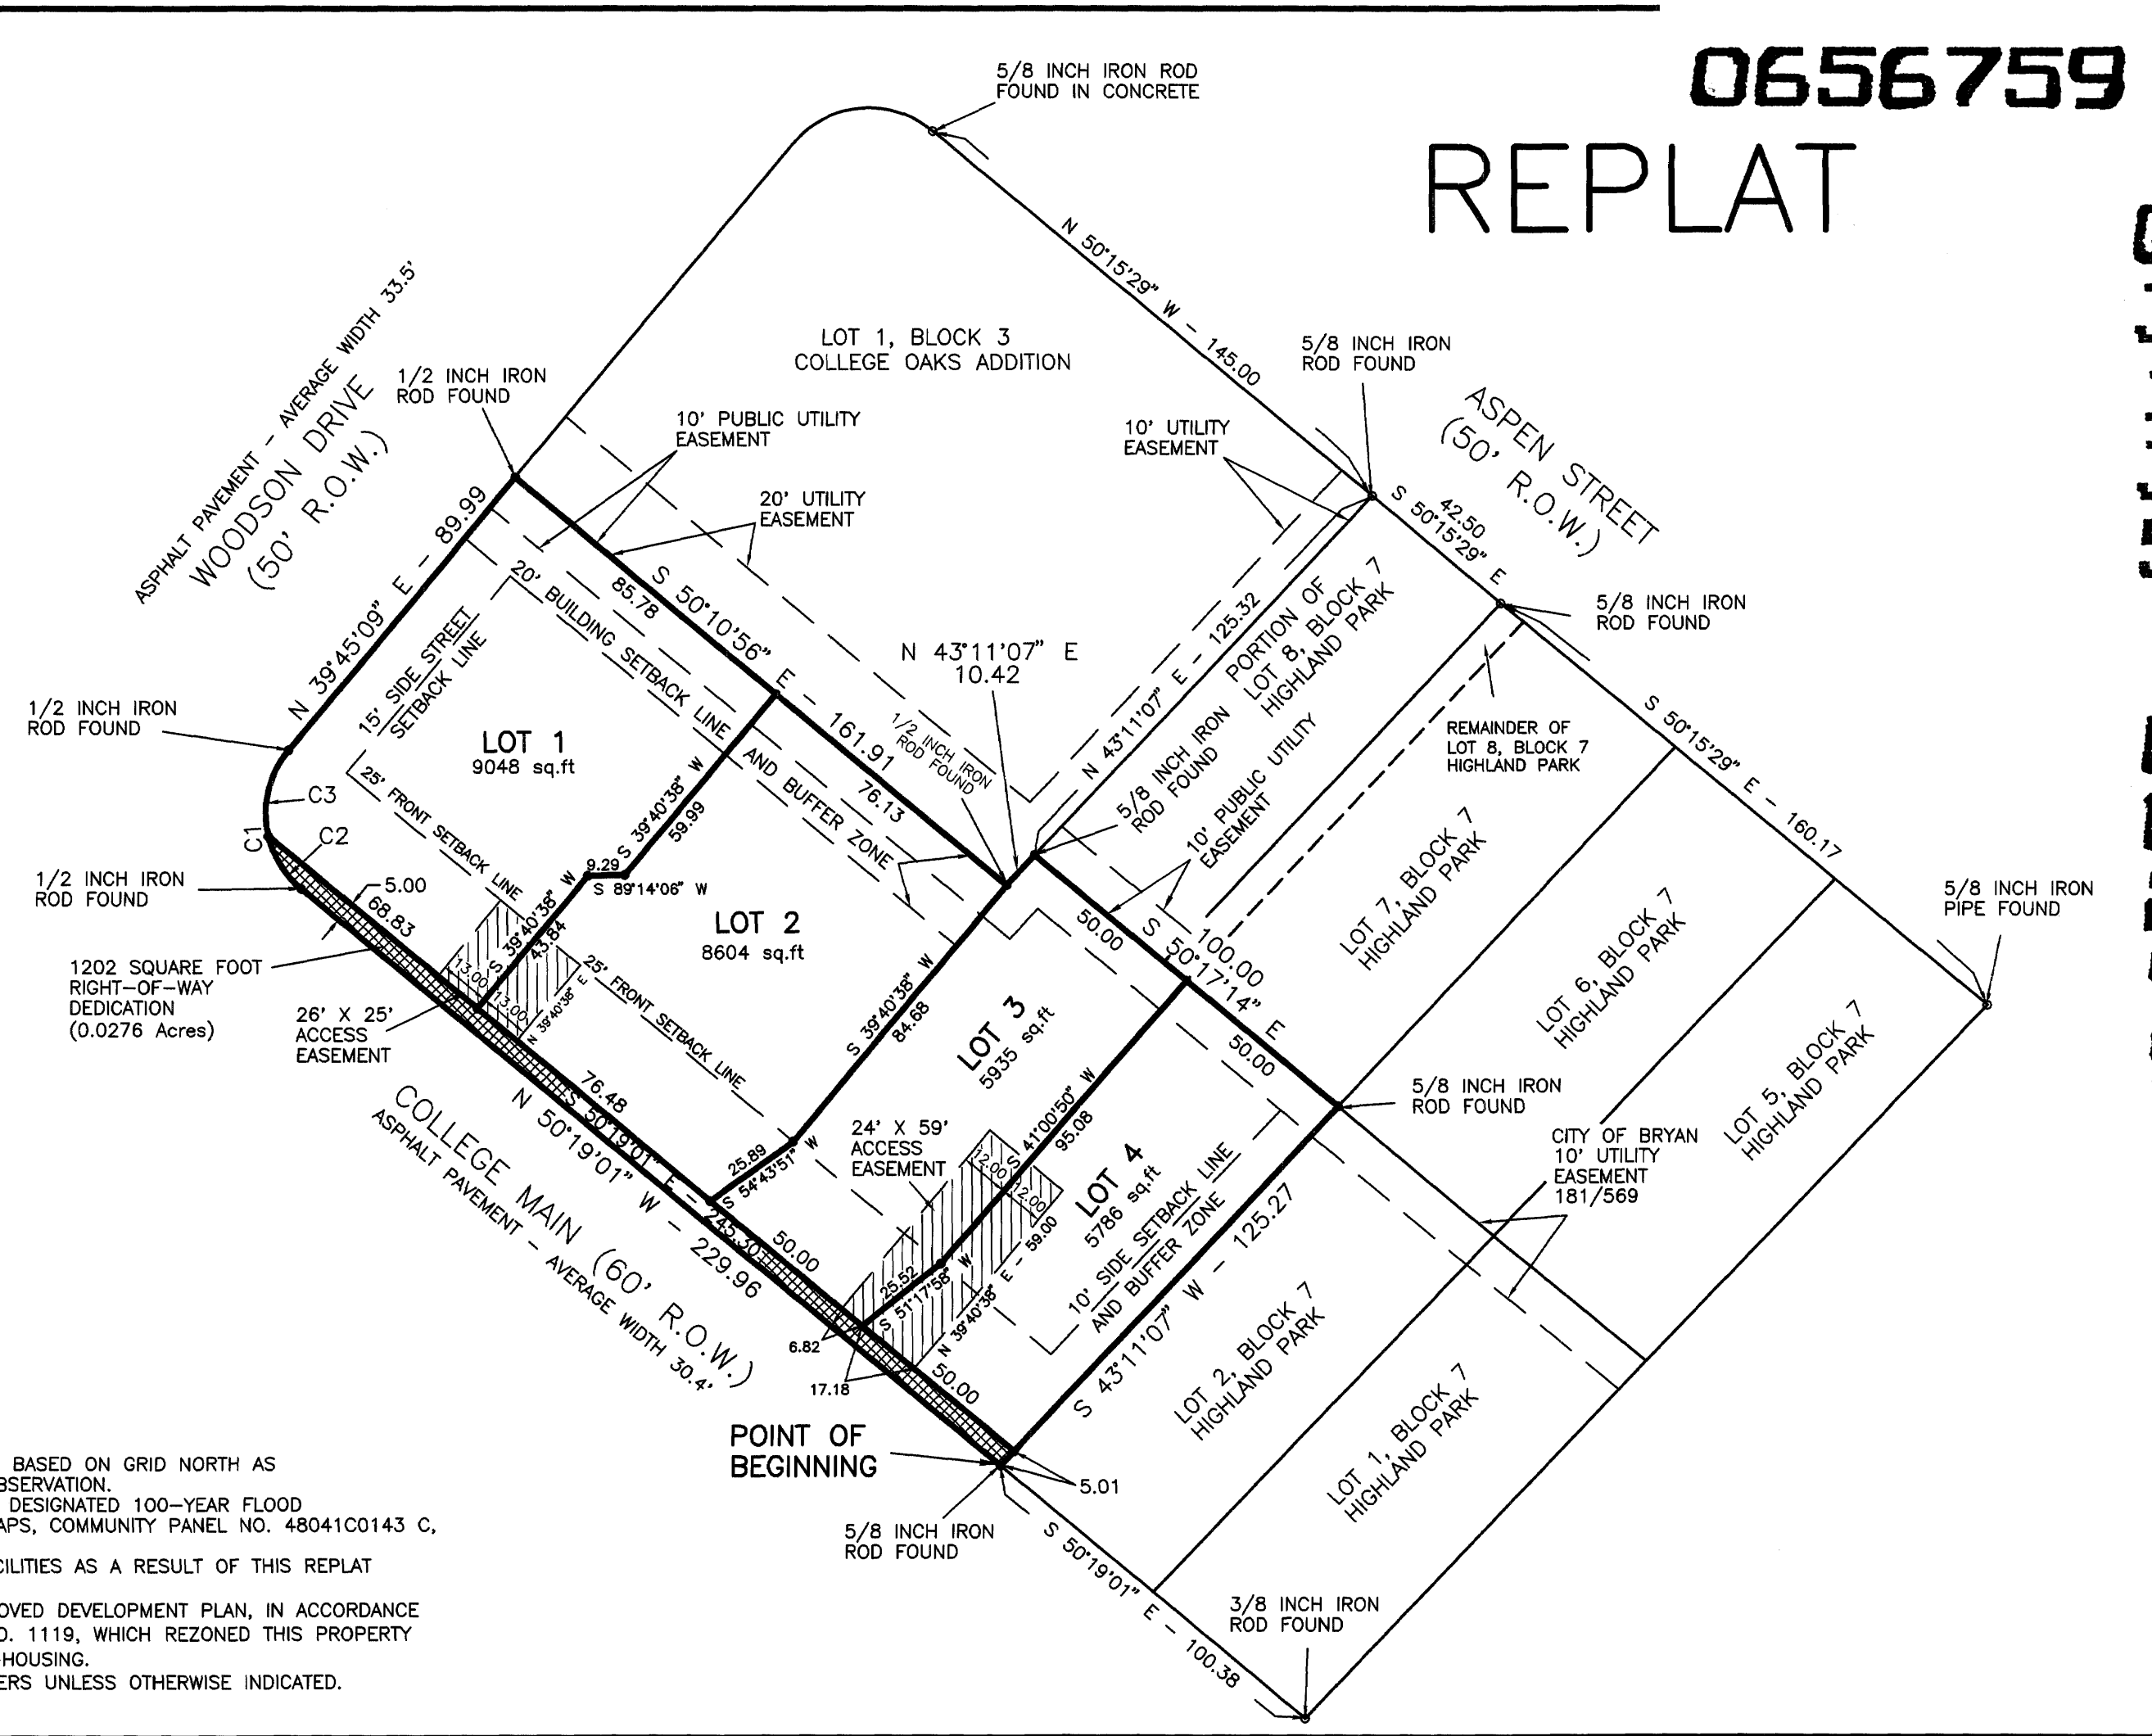 0656759
REPLAT
5/8 INCH IRON ROD
FOUND IN CONCRETE
N 50°15'29" W - 145.00
LOT 1, BLOCK 3
COLLEGE OAKS ADDITION
5/8 INCH IRON
ROD FOUND
ASPEN STREET
(50' R.O.W.)
ASPHALT PAVEMENT - AVERAGE WIDTH 33.5'
WOODSON DRIVE
(50' R.O.W.)
1/2 INCH IRON
ROD FOUND
10' PUBLIC UTILITY
EASEMENT
20' UTILITY
EASEMENT
10' UTILITY
EASEMENT
42.50
S 50°15'29" E
5/8 INCH IRON
ROD FOUND
N 39°45'09" E - 89.99
S 50°10'56" E - 161.91
85.78
76.13
20' BUILDING SETBACK LINE
AND BUFFER ZONE
15' SIDE STREET
SETBACK LINE
N 43°11'07" E
10.42
1/2 INCH IRON
ROD FOUND
N 43°11'07" E - 125.32
PORTION OF
LOT 8, BLOCK 7
HIGHLAND PARK
5/8 INCH IRON
ROD FOUND
10' PUBLIC UTILITY
EASEMENT
REMAINDER OF
LOT 8, BLOCK 7
HIGHLAND PARK
S 50°15'29" E - 160.17
5/8 INCH IRON
PIPE FOUND
1/2 INCH IRON
ROD FOUND
LOT 1
9048 sq.ft
25' FRONT SETBACK LINE
S 39°40'38" W
59.99
9.29
S 89°14'06" W
S 39°40'38" W
43.84
C3
C1
C2
1/2 INCH IRON
ROD FOUND
5.00
68.83
LOT 2
8604 sq.ft
25' FRONT SETBACK LINE
13.00
13.00
N 39°40'38" E
1202 SQUARE FOOT
RIGHT-OF-WAY
DEDICATION
(0.0276 Acres)
26' X 25'
ACCESS
EASEMENT
S 39°40'38" W
84.68
50.00
100.00
S 50°17'14" E
50.00
LOT 3
5935 sq.ft
LOT 7, BLOCK 7
HIGHLAND PARK
LOT 6, BLOCK 7
HIGHLAND PARK
LOT 5, BLOCK 7
HIGHLAND PARK
5/8 INCH IRON
ROD FOUND
CITY OF BRYAN
10' UTILITY
EASEMENT
181/569
76.48
S 50°19'01" E - 245.30
N 50°19'01" W - 229.96
COLLEGE MAIN (60' R.O.W.)
ASPHALT PAVEMENT - AVERAGE WIDTH 30.4'
25.89
S 54°43'51" W
24' X 59'
ACCESS
EASEMENT
12.00
12.00
S 41°00'50" W
95.08
LOT 4
5786 sq.ft
10' SIDE SETBACK LINE
AND BUFFER ZONE
50.00
25.52
S 51°17'58" W
N 39°40'38" E - 59.00
6.82
17.18
50.00
S 43°11'07" W - 125.27
LOT 2, BLOCK 7
HIGHLAND PARK
LOT 1, BLOCK 7
HIGHLAND PARK
POINT OF
BEGINNING
5.01
5/8 INCH IRON
ROD FOUND
S 50°19'01" E - 100.38
3/8 INCH IRON
ROD FOUND
BASED ON GRID NORTH AS
BSERVATION.
DESIGNATED 100-YEAR FLOOD
APS, COMMUNITY PANEL NO. 48041C0143 C,
CILITIES AS A RESULT OF THIS REPLAT
OVED DEVELOPMENT PLAN, IN ACCORDANCE
O. 1119, WHICH REZONED THIS PROPERTY
-HOUSING.
ERS UNLESS OTHERWISE INDICATED.